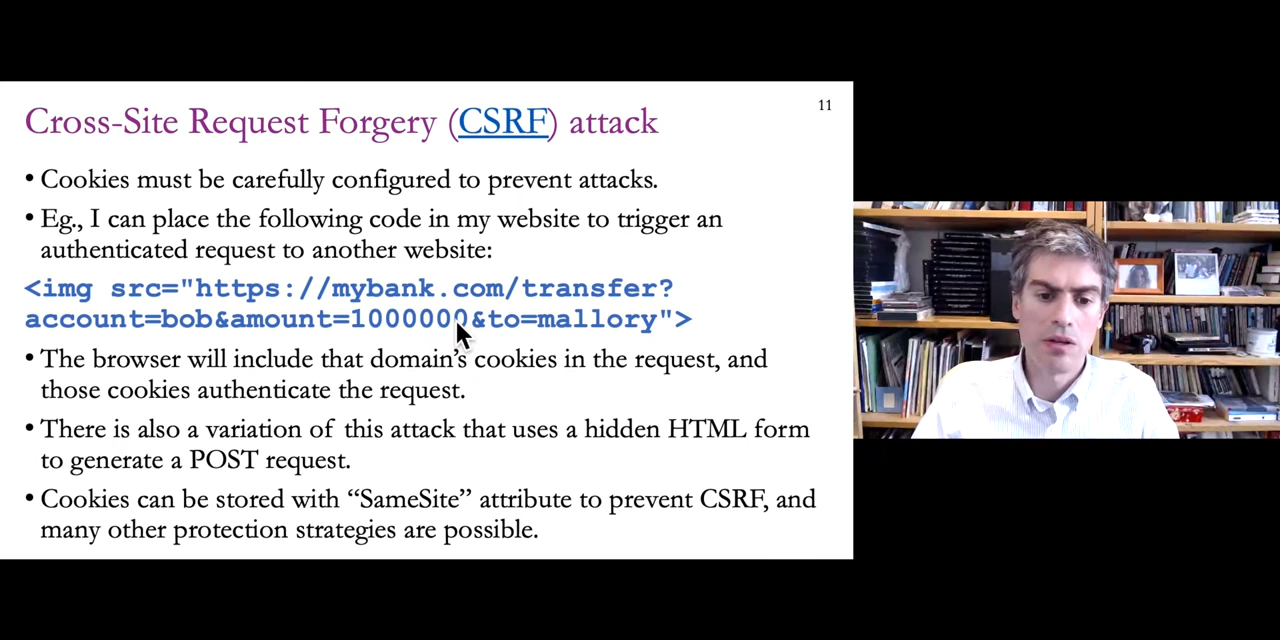 11
Cross-Site Request Forgery (CSRF) attack
• Cookies must be carefully configured to prevent attacks.
• Eg., I can place the following code in my website to trigger an
authenticated request to another website:
<img src="https://mybank.com/transfer?
account=bob&amount=1000000&to=mallory">
• The browser will include that domain's cookies in the request, and
those cookies authenticate the request.
• There is also a variation of this attack that uses a hidden HTML form
to generate a POST request.
• Cookies can be stored with “SameSite” attribute to prevent CSRF, and
many other protection strategies are possible.